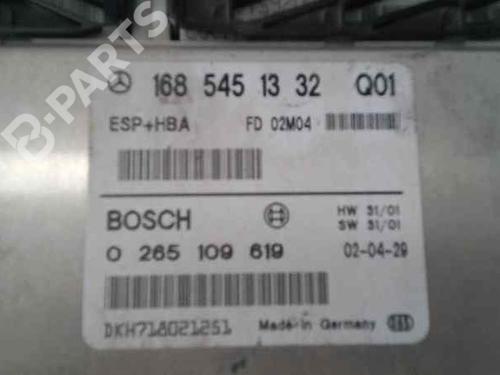 B-PARTS
168 545 13 32 Q01
ESP+HBA FD 02M04
BOSCH HW 31/01
SW 31/01
0 265 109 619 02-04-29
DKH718021251 Made in Germany